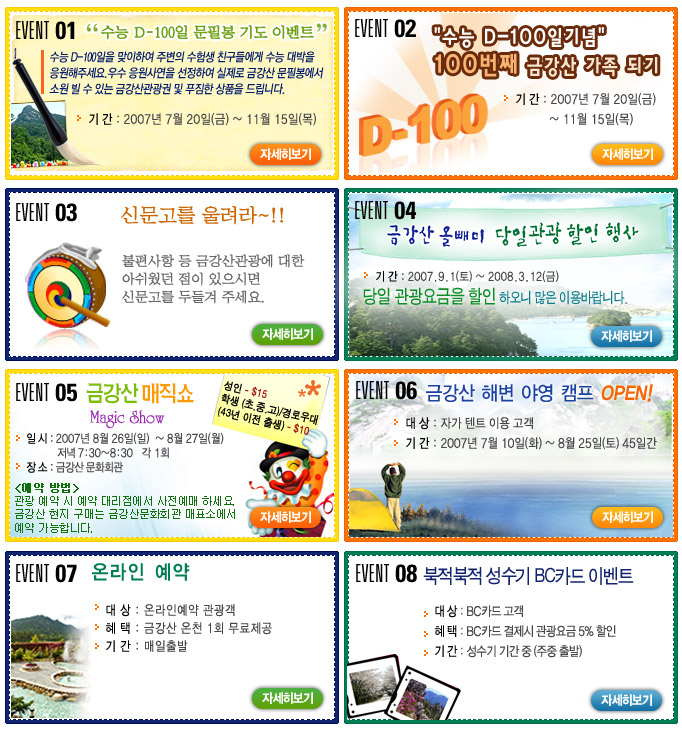 EVENT 01 “수능 D-100일 문필봉 기도 이벤트”
수능 D-100일을 맞이하여 주변의 수험생 친구들에게 수능 대박을
응원해주세요.우수 응원사연을 선정하여 실제로 금강산 문필봉에서
소원 빌 수 있는 금강산관광권 및 푸짐한 상품을 드립니다.
기 간 : 2007년 7월 20일(금) ~ 11월 15일(목)
자세히보기
EVENT 02
"수능 D-100일기념"
100번째 금강산 가족 되기
기 간 : 2007년 7월 20일(금)
~ 11월 15일(목)
D-100
자세히보기
EVENT 03
신문고를 울려라~!!
불편사항 등 금강산관광에 대한
아쉬웠던 점이 있으시면
신문고를 두들겨 주세요.
자세히보기
EVENT 04
금강산 올빼미 당일관광 할인 행사
기 간 : 2007.9.1(토) ~ 2008.3.12(금)
당일 관광요금을 할인 하오니 많은 이용바랍니다.
자세히보기
EVENT 05 금강산 매직쇼
Magic Show
성인 - $15
학생 (초,중,고)/경로우대
(43년 이전 출생) - $10
일 시 : 2007년 8월 26일(일) ~ 8월 27일(월)
저녁 7:30~8:30 각 1회
장 소 : 금강산 문화회관
<예약 방법>
관광 예약 시 예약 대리점에서 사전예매 하세요.
금강산 현지 구매는 금강산문화회관 매표소에서
예약 가능합니다.
자세히보기
EVENT 06 금강산 해변 야영 캠프 OPEN!
대 상 : 자가 텐트 이용 고객
기 간 : 2007년 7월 10일(화) ~ 8월 25일(토) 45일간
자세히보기
EVENT 07 온라인 예약
대 상 : 온라인예약 관광객
혜 택 : 금강산 온천 1회 무료제공
기 간 : 매일출발
자세히보기
EVENT 08 북적북적 성수기 BC카드 이벤트
대 상 : BC카드 고객
혜 택 : BC카드 결제시 관광요금 5% 할인
기 간 : 성수기 기간 중 (주중 출발)
자세히보기